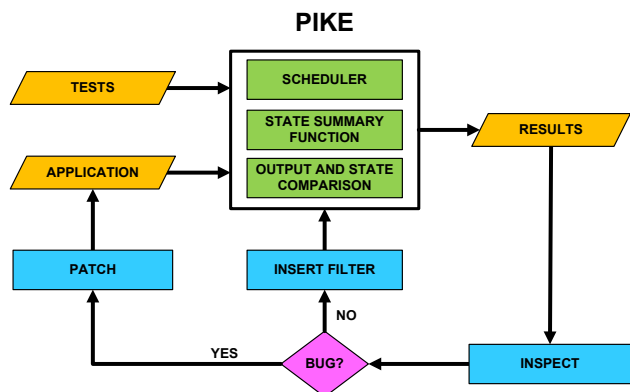 PIKE
TESTS
SCHEDULER
STATE SUMMARY
FUNCTION
RESULTS
APPLICATION
OUTPUT AND STATE
COMPARISON
PATCH
INSERT FILTER
NO
YES
BUG?
INSPECT